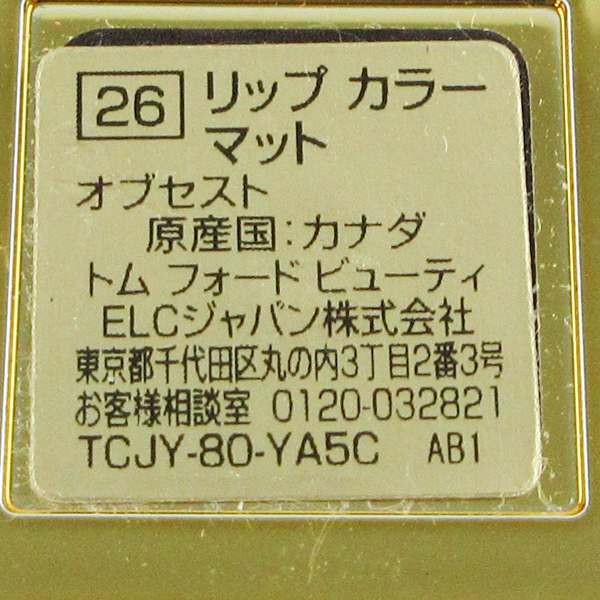 26 リップ カラー
マット
オブセスト
原産国:カナダ
トム フォード ビューティ
ELCジャパン株式会社
東京都千代田区丸の内3丁目2番3号
お客様相談室 0120-032821
TCJY-80-YA5C AB1